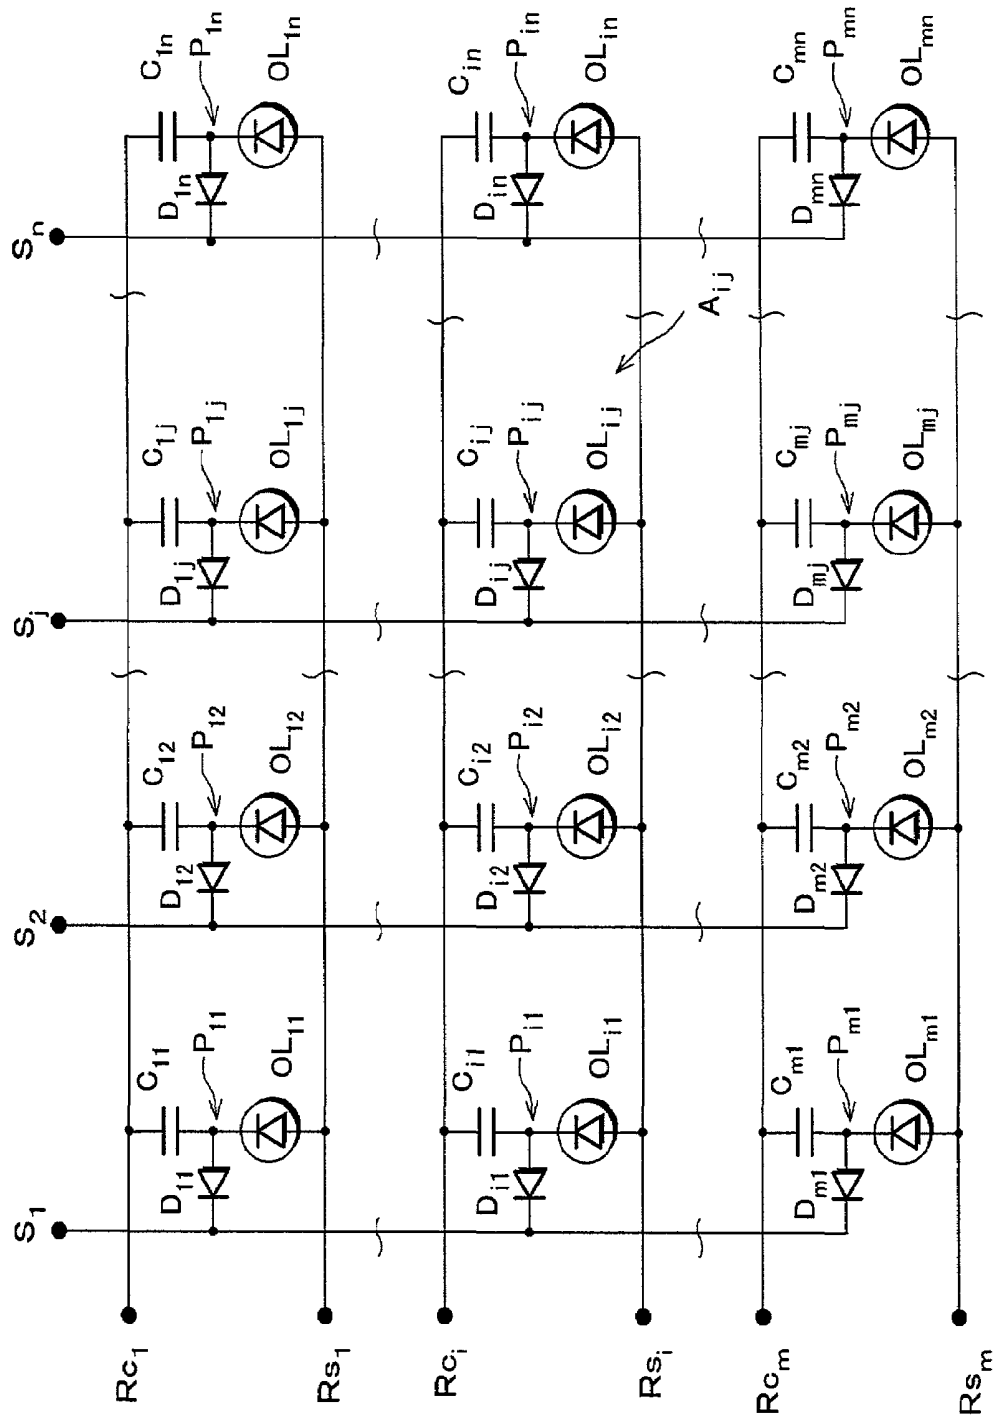 S₁ S₂ Sⱼ Sₙ
Rc₁
C₁₁ C₁₂ C₁ⱼ C₁ₙ
D₁₁ P₁₁ D₁₂ P₁₂ D₁ⱼ P₁ⱼ D₁ₙ P₁ₙ
OL₁₁ OL₁₂ OL₁ⱼ OL₁ₙ
Rs₁
Rcᵢ
Cᵢ₁ Cᵢ₂ Cᵢⱼ Cᵢₙ
Dᵢ₁ Pᵢ₁ Dᵢ₂ Pᵢ₂ Dᵢⱼ Pᵢⱼ Dᵢₙ Pᵢₙ
OLᵢ₁ OLᵢ₂ OLᵢⱼ OLᵢₙ
Rsᵢ
Aᵢⱼ
Rcₘ
Cₘ₁ Cₘ₂ Cₘⱼ Cₘₙ
Dₘ₁ Pₘ₁ Dₘ₂ Pₘ₂ Dₘⱼ Pₘⱼ Dₘₙ Pₘₙ
OLₘ₁ OLₘ₂ OLₘⱼ OLₘₙ
Rsₘ